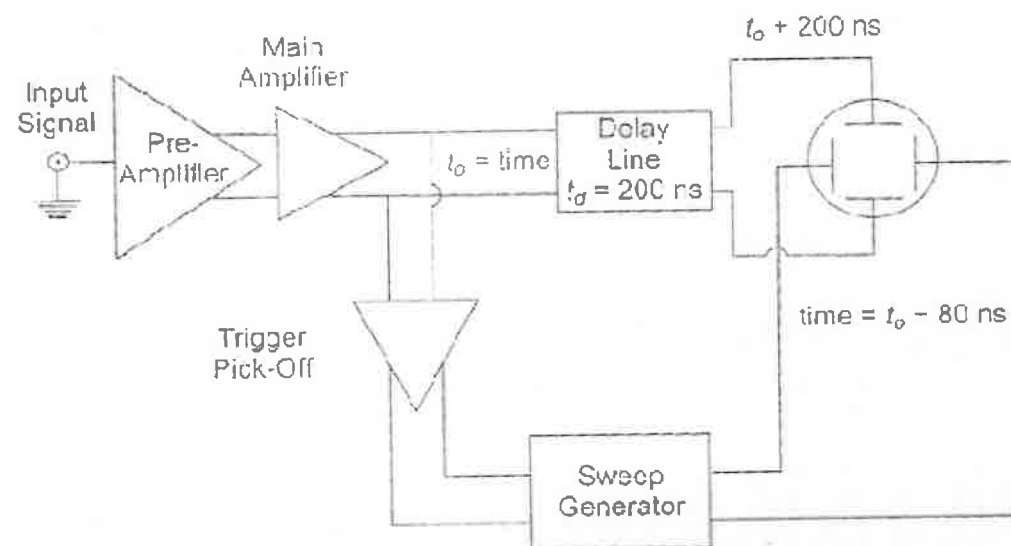 t₀ + 200 ns
Main
Amplifier
Input
Signal
Pre-
Amplifier
t₀ = time
Delay
Line
t_d = 200 ns
time = t₀ − 80 ns
Trigger
Pick-Off
Sweep
Generator